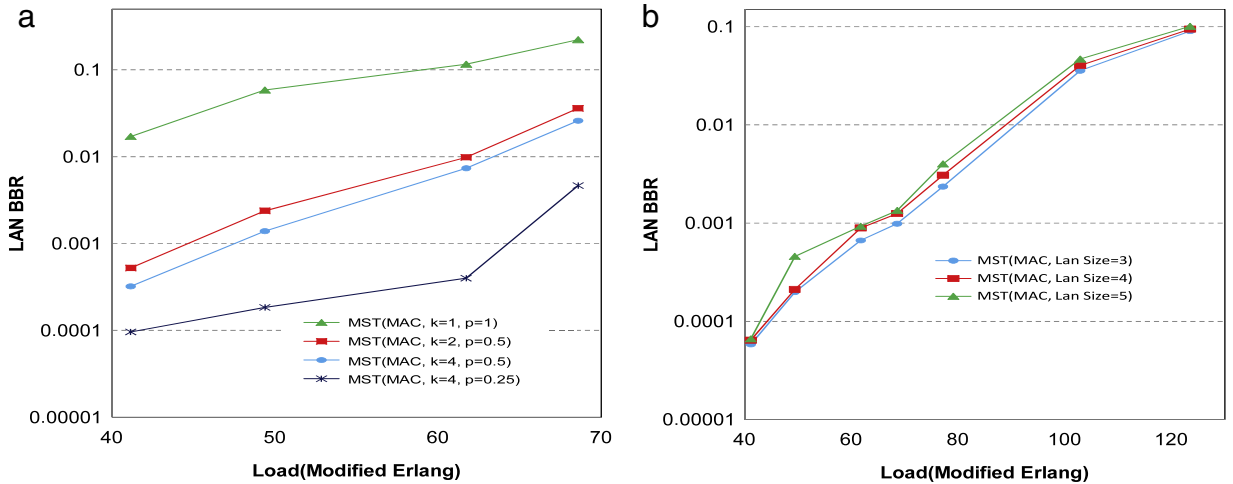 a
LAN BBR
0.1
0.01
0.001
0.0001
0.00001
40
50
60
70
Load(Modified Erlang)
MST(MAC, k=1, p=1)
MST(MAC, k=2, p=0.5)
MST(MAC, k=4, p=0.5)
MST(MAC, k=4, p=0.25)
b
LAN BBR
0.1
0.01
0.001
0.0001
0.00001
40
60
80
100
120
Load(Modified Erlang)
MST(MAC, Lan Size=3)
MST(MAC, Lan Size=4)
MST(MAC, Lan Size=5)